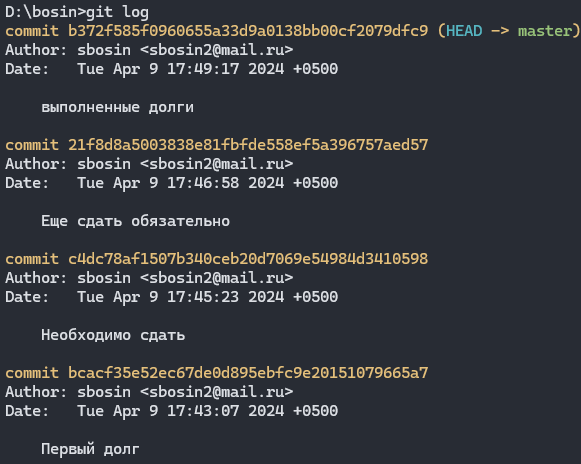 D:\bosin>git log
commit b372f585f0960655a33d9a0138bb00cf2079dfc9 (HEAD -> master)
Author: sbosin <sbosin2@mail.ru>
Date:   Tue Apr 9 17:49:17 2024 +0500
выполненные долги
commit 21f8d8a5003838e81fbfde558ef5a396757aed57
Author: sbosin <sbosin2@mail.ru>
Date:   Tue Apr 9 17:46:58 2024 +0500
Еще сдать обязательно
commit c4dc78af1507b340ceb20d7069e54984d3410598
Author: sbosin <sbosin2@mail.ru>
Date:   Tue Apr 9 17:45:23 2024 +0500
Необходимо сдать
commit bcacf35e52ec67de0d895ebfc9e20151079665a7
Author: sbosin <sbosin2@mail.ru>
Date:   Tue Apr 9 17:43:07 2024 +0500
Первый долг